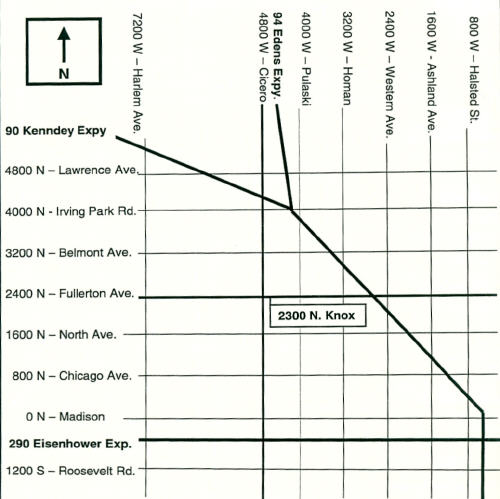 N
7200 W – Harlem Ave.
4800 W – Cicero
94 Edens Expy.
4000 W – Pulaski
3200 W – Homan
2400 W – Western Ave.
1600 W - Ashland Ave.
800 W – Halsted St.
90 Kenndey Expy
4800 N – Lawrence Ave.
4000 N - Irving Park Rd.
3200 N – Belmont Ave.
2400 N – Fullerton Ave.
2300 N. Knox
1600 N – North Ave.
800 N – Chicago Ave.
0 N – Madison
290 Eisenhower Exp.
1200 S – Roosevelt Rd.